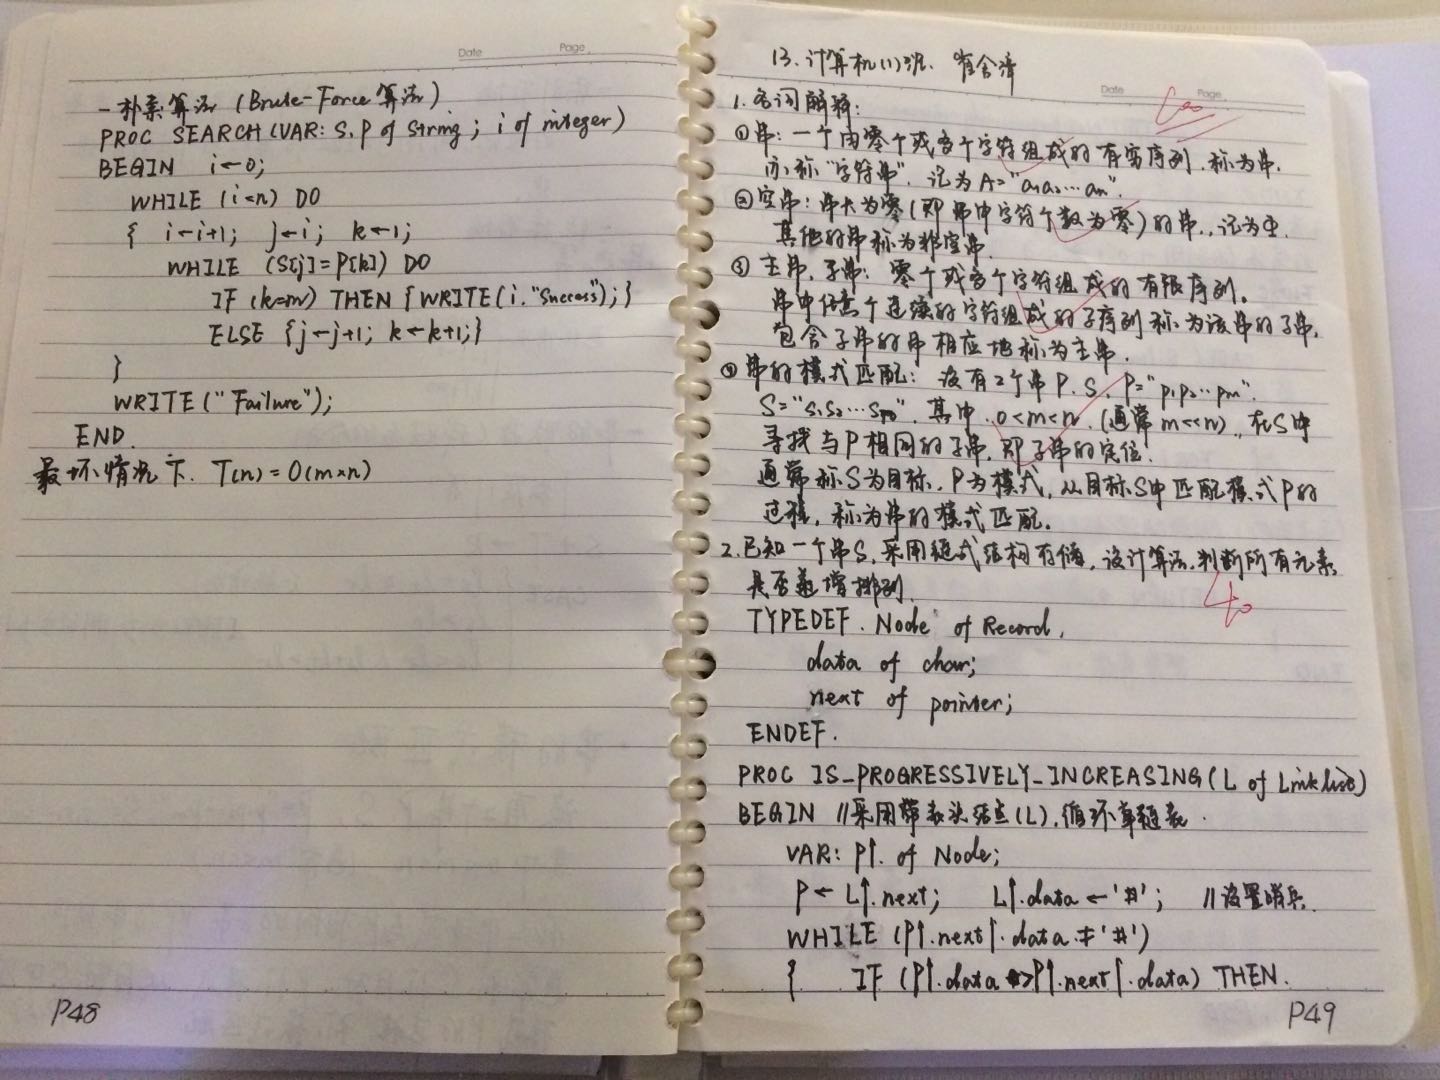 Date Page
一朴素算法 (Brute-Force 算法)
PROC SEARCH (VAR: S, P of String; i of integer)
BEGIN i←0;
WHILE (i=n) DO
{ i←i+1; j←i; k←1;
WHILE (S[j]=P[k]) DO
IF (k=m) THEN {WRITE(i,"Success");}
ELSE {j←j+1; k←k+1;}
}
WRITE("Failure");
END.
最坏情况下. T(n)=O(m×n)
P48
13.计算机(1)班.
Date Page
1.名词解释:
①串:一个由零个或多个字符组成的有穷序列.称为串.
亦称"字符串".记为A="a₁a₂…aₙ".
②空串:串长为零(即串中字符个数为零)的串.,记为Φ.
其他的串称为非空串.
③主串.子串:零个或多个字符组成的有限序列.
串中任意个连续的字符组成的子序列称为该串的子串,
包含子串的串相应地称为主串.
④串的模式匹配:设有2个串P.S,P="p₁p₂…pₘ".
S="s₁s₂…sₙ",其中.0<m<n.(通常m<<n).,在S中
寻找与P相同的子串,即子串的定位.
通常称S为目标,P为模式,从目标S中匹配模式P的
过程,称为串的模式匹配.
2.已知一个串S,采用链式结构存储,设计算法,判断所有元素
是否递增排列.
40
TYPEDEF. Node of Record,
data of char;
next of pointer;
ENDEF.
PROC IS_PROGRESSIVELY_INCREASING(L of Linklist)
BEGIN //采用带表头结点(L),循环单链表.
VAR: P↑. of Node;
P←L↑.next; L↑.data←'#'; //设置哨兵.
WHILE (P↑.next↑.data≠'#')
{ IF (P↑.data>P↑.next↑.data) THEN.
P49